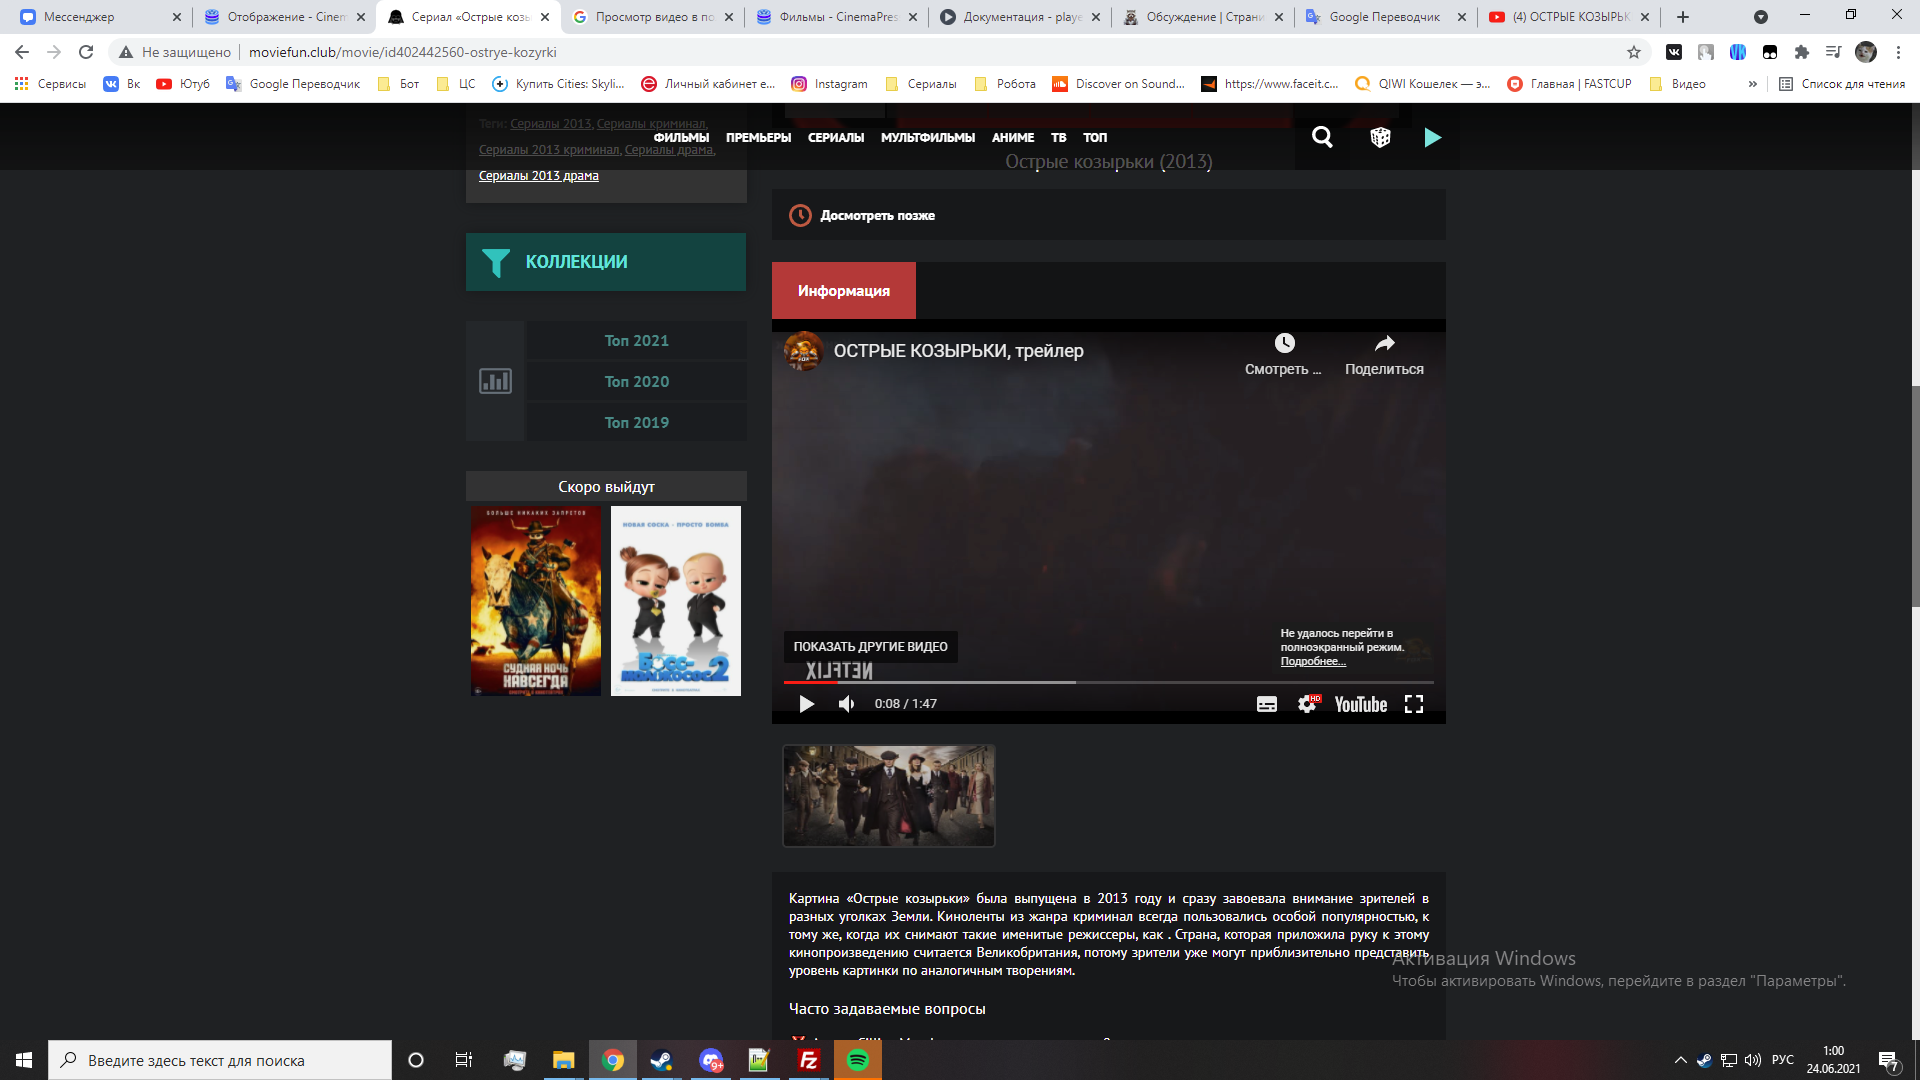 Мессенджер
Отображение - Cinem
Сериал «Острые козы
Просмотр видео в по
Фильмы - CinemaPres
Документация - playe
Обсуждение | Страни
Google Переводчик
(4) ОСТРЫЕ КОЗЫРЬК
Не защищено
moviefun.club/movie/id402442560-ostrye-kozyrki
Сервисы
Вк
Ютуб
Google Переводчик
Бот
ЦС
Купить Cities: Skyli...
Личный кабинет е...
Instagram
Сериалы
Робота
Discover on Sound...
https://www.faceit.c...
QIWI Кошелек — э...
Главная | FASTCUP
Видео
»
Список для чтения
Теги: Сериалы 2013, Сериалы криминал,
Сериалы 2013 криминал, Сериалы драма,
Сериалы 2013 драма
ФИЛЬМЫ ПРЕМЬЕРЫ СЕРИАЛЫ МУЛЬТФИЛЬМЫ АНИМЕ ТВ ТОП
Острые козырьки (2013)
Досмотреть позже
КОЛЛЕКЦИИ
Информация
Топ 2021
Топ 2020
Топ 2019
ОСТРЫЕ КОЗЫРЬКИ, трейлер
Смотреть ...
Поделиться
Скоро выйдут
БОЛЬШЕ НИКАКИХ ЗАПРЕТОВ
СУДНАЯ НОЧЬ
НАВСЕГДА
НОВАЯ СОСКА - ПРОСТО БОМБА
БОСС-
МОЛОКОСОС 2
ПОКАЗАТЬ ДРУГИЕ ВИДЕО
Не удалось перейти в
полноэкранный режим.
Подробнее...
NETFLIX
0:08 / 1:47
HD
YouTube
Картина «Острые козырьки» была выпущена в 2013 году и сразу завоевала внимание зрителей в
разных уголках Земли. Киноленты из жанра криминал всегда пользовались особой популярностью, к
тому же, когда их снимают такие именитые режиссеры, как . Страна, которая приложила руку к этому
кинопроизведению считается Великобритания, потому зрители уже могут приблизительно представить
уровень картинки по аналогичным творениям.
Часто задаваемые вопросы
Активация Windows
Чтобы активировать Windows, перейдите в раздел "Параметры".
Введите здесь текст для поиска
9+
Fz
РУС
1:00
24.06.2021
7